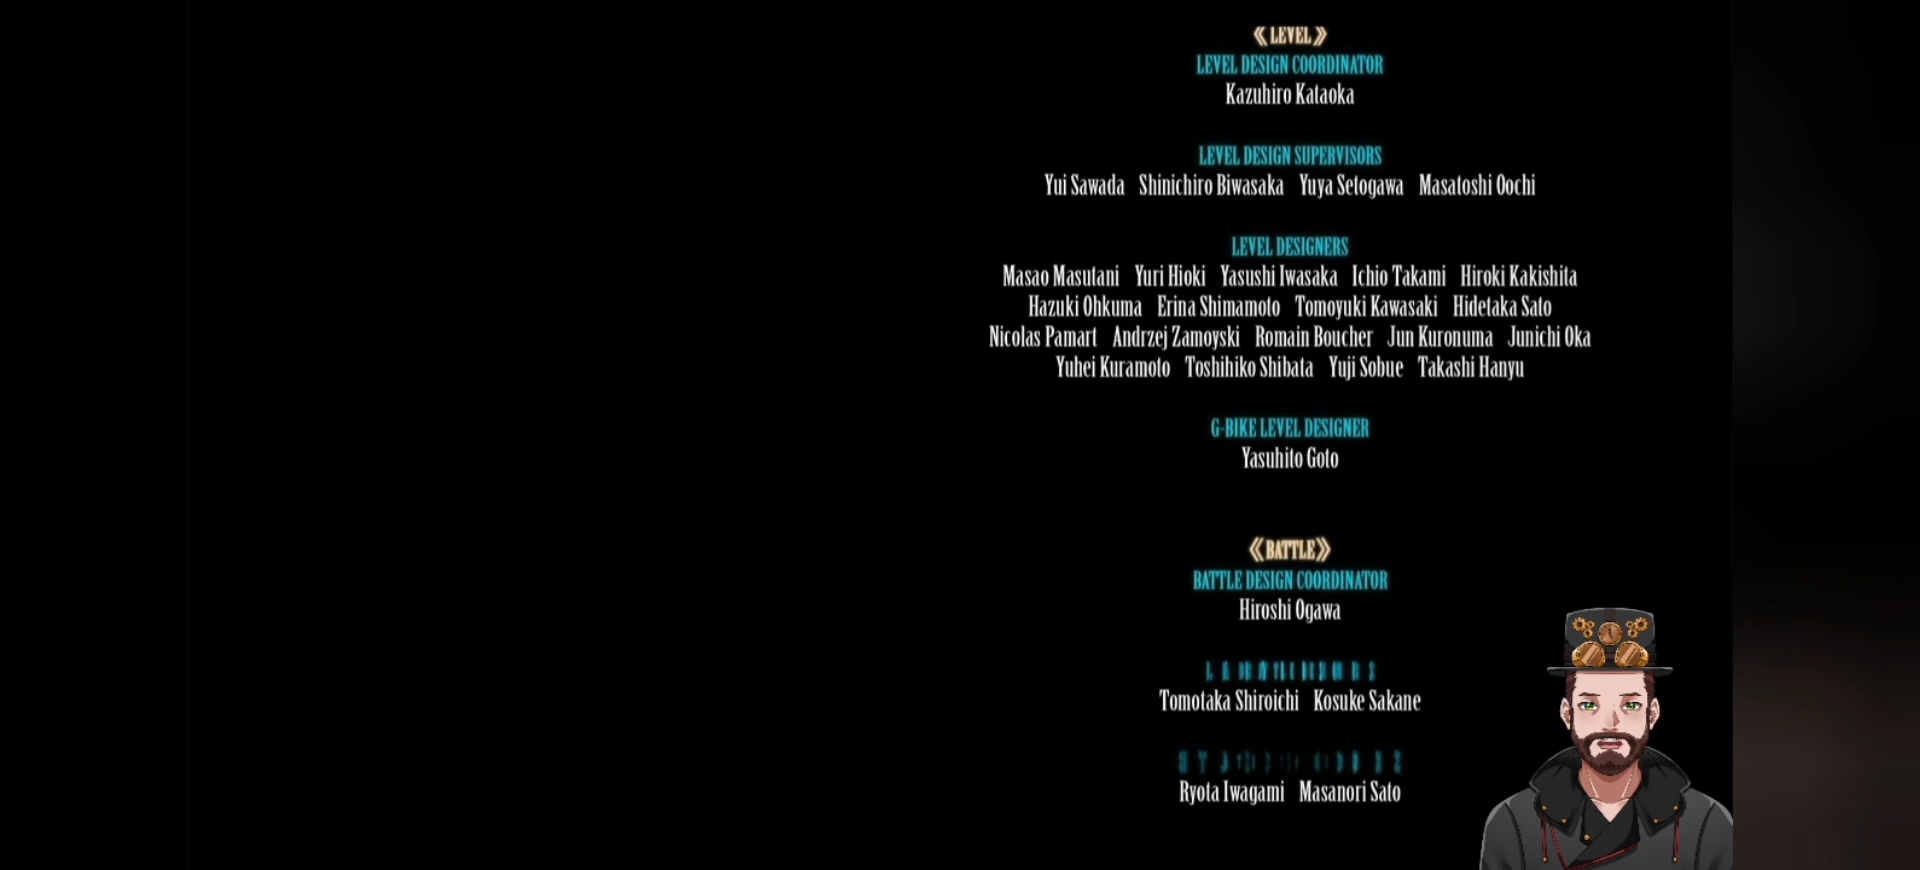 《LEVEL》
LEVEL DESIGN COORDINATOR
Kazuhiro Kataoka
LEVEL DESIGN SUPERVISORS
Yui Sawada Shinichiro Biwasaka Yuya Setogawa Masatoshi Oochi
LEVEL DESIGNERS
Masao Masutani Yuri Hioki Yasushi Iwasaka Ichio Takami Hiroki Kakishita
Hazuki Ohkuma Erina Shimamoto Tomoyuki Kawasaki Hidetaka Sato
Nicolas Pamart Andrzej Zamoyski Romain Boucher Jun Kuronuma Junichi Oka
Yuhei Kuramoto Toshihiko Shibata Yuji Sobue Takashi Hanyu
G-BIKE LEVEL DESIGNER
Yasuhito Goto
《BATTLE》
BATTLE DESIGN COORDINATOR
Hiroshi Ogawa
Tomotaka Shiroichi Kosuke Sakane
Ryota Iwagami Masanori Sato